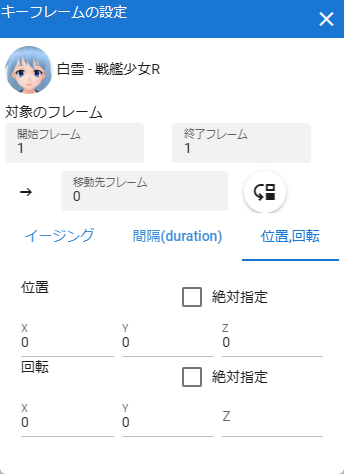 キーフレームの設定
白雪 - 戦艦少女R
対象のフレーム
開始フレーム 終了フレーム
1 1
移動先フレーム
→ 0
イージング 間隔(duration) 位置,回転
位置 絶対指定
X Y Z
0 0 0
回転 絶対指定
X Y Z
0 0